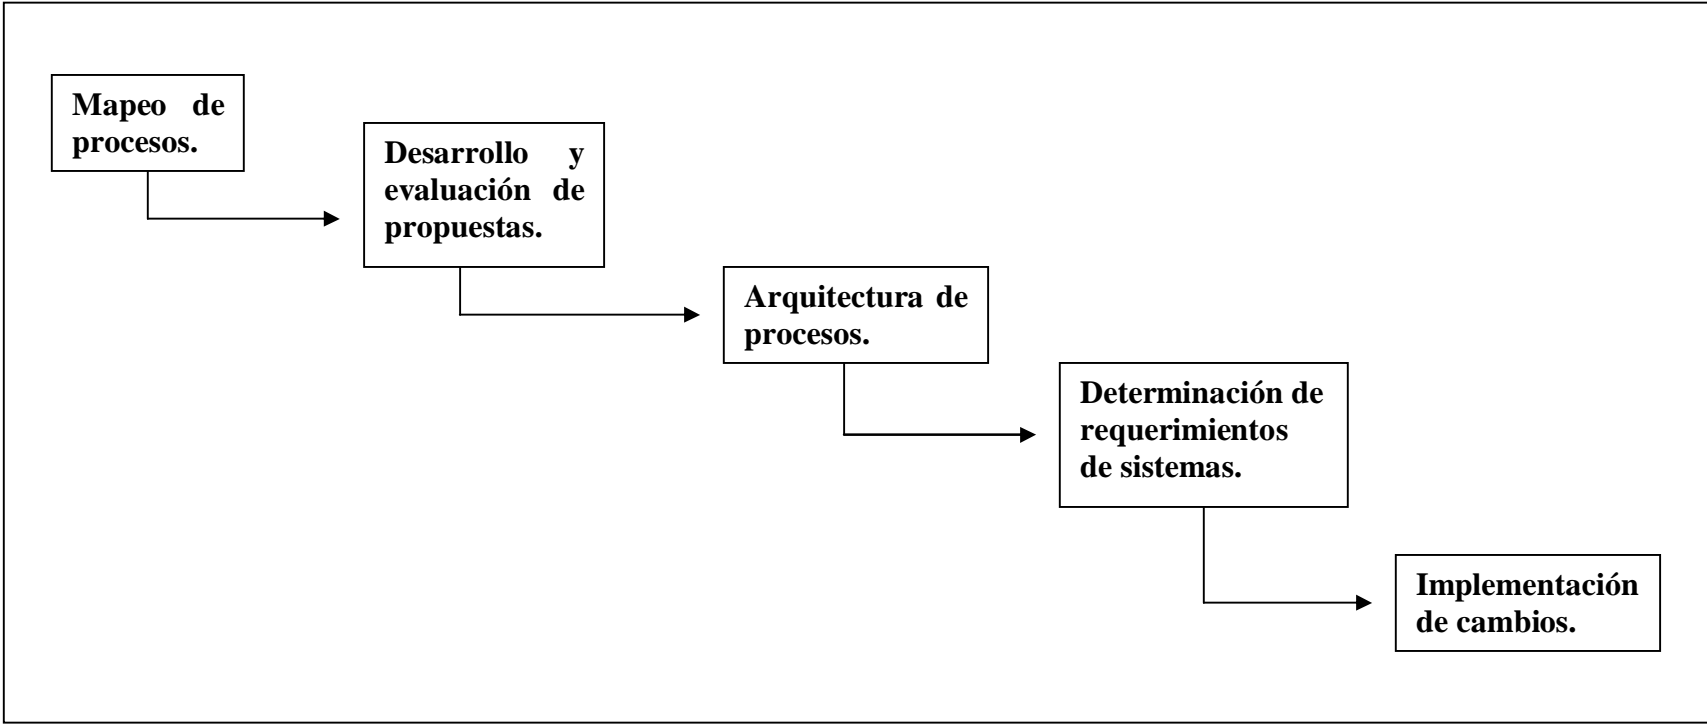 Mapeo de
procesos.
Desarrollo y
evaluación de
propuestas.
Arquitectura de
procesos.
Determinación de
requerimientos
de sistemas.
Implementación
de cambios.